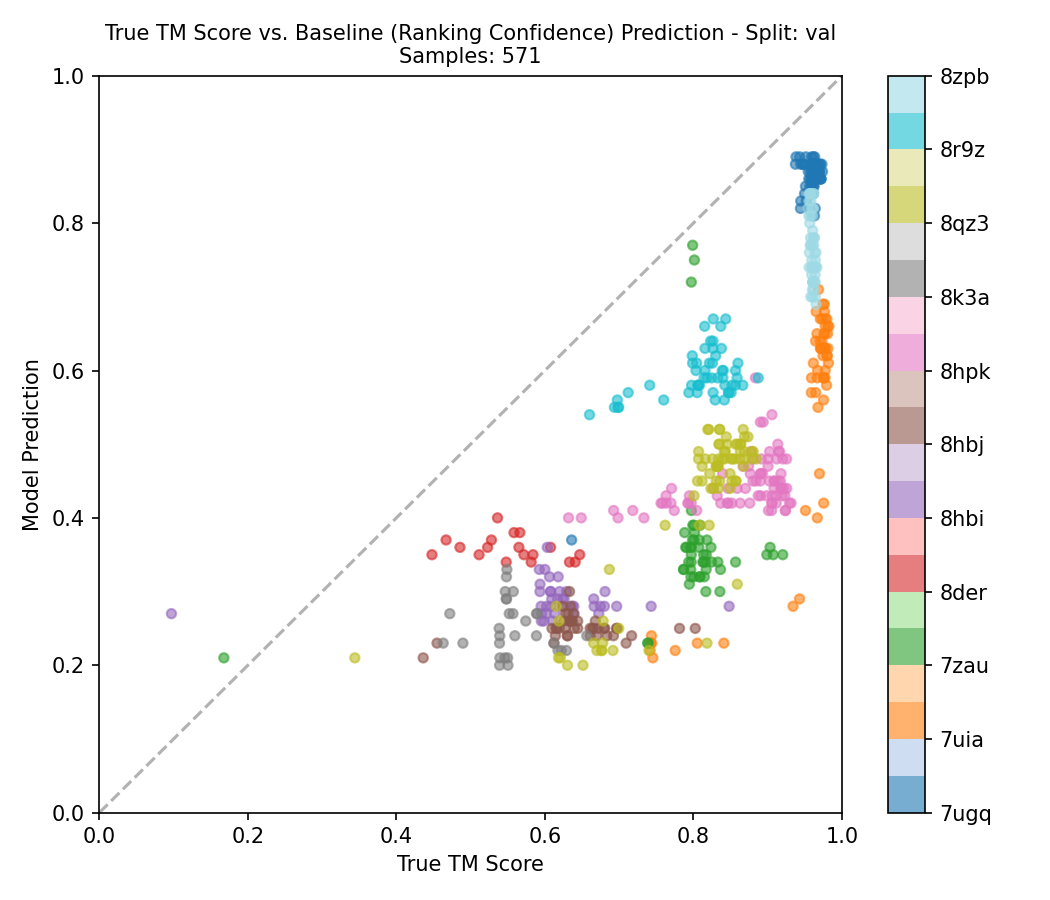 True TM Score vs. Baseline (Ranking Confidence) Prediction - Split: val
Samples: 571
1.0
0.8
0.6
0.4
0.2
0.0
Model Prediction
0.0 0.2 0.4 0.6 0.8 1.0
True TM Score
8zpb
8r9z
8qz3
8k3a
8hpk
8hbj
8hbi
8der
7zau
7uia
7ugq